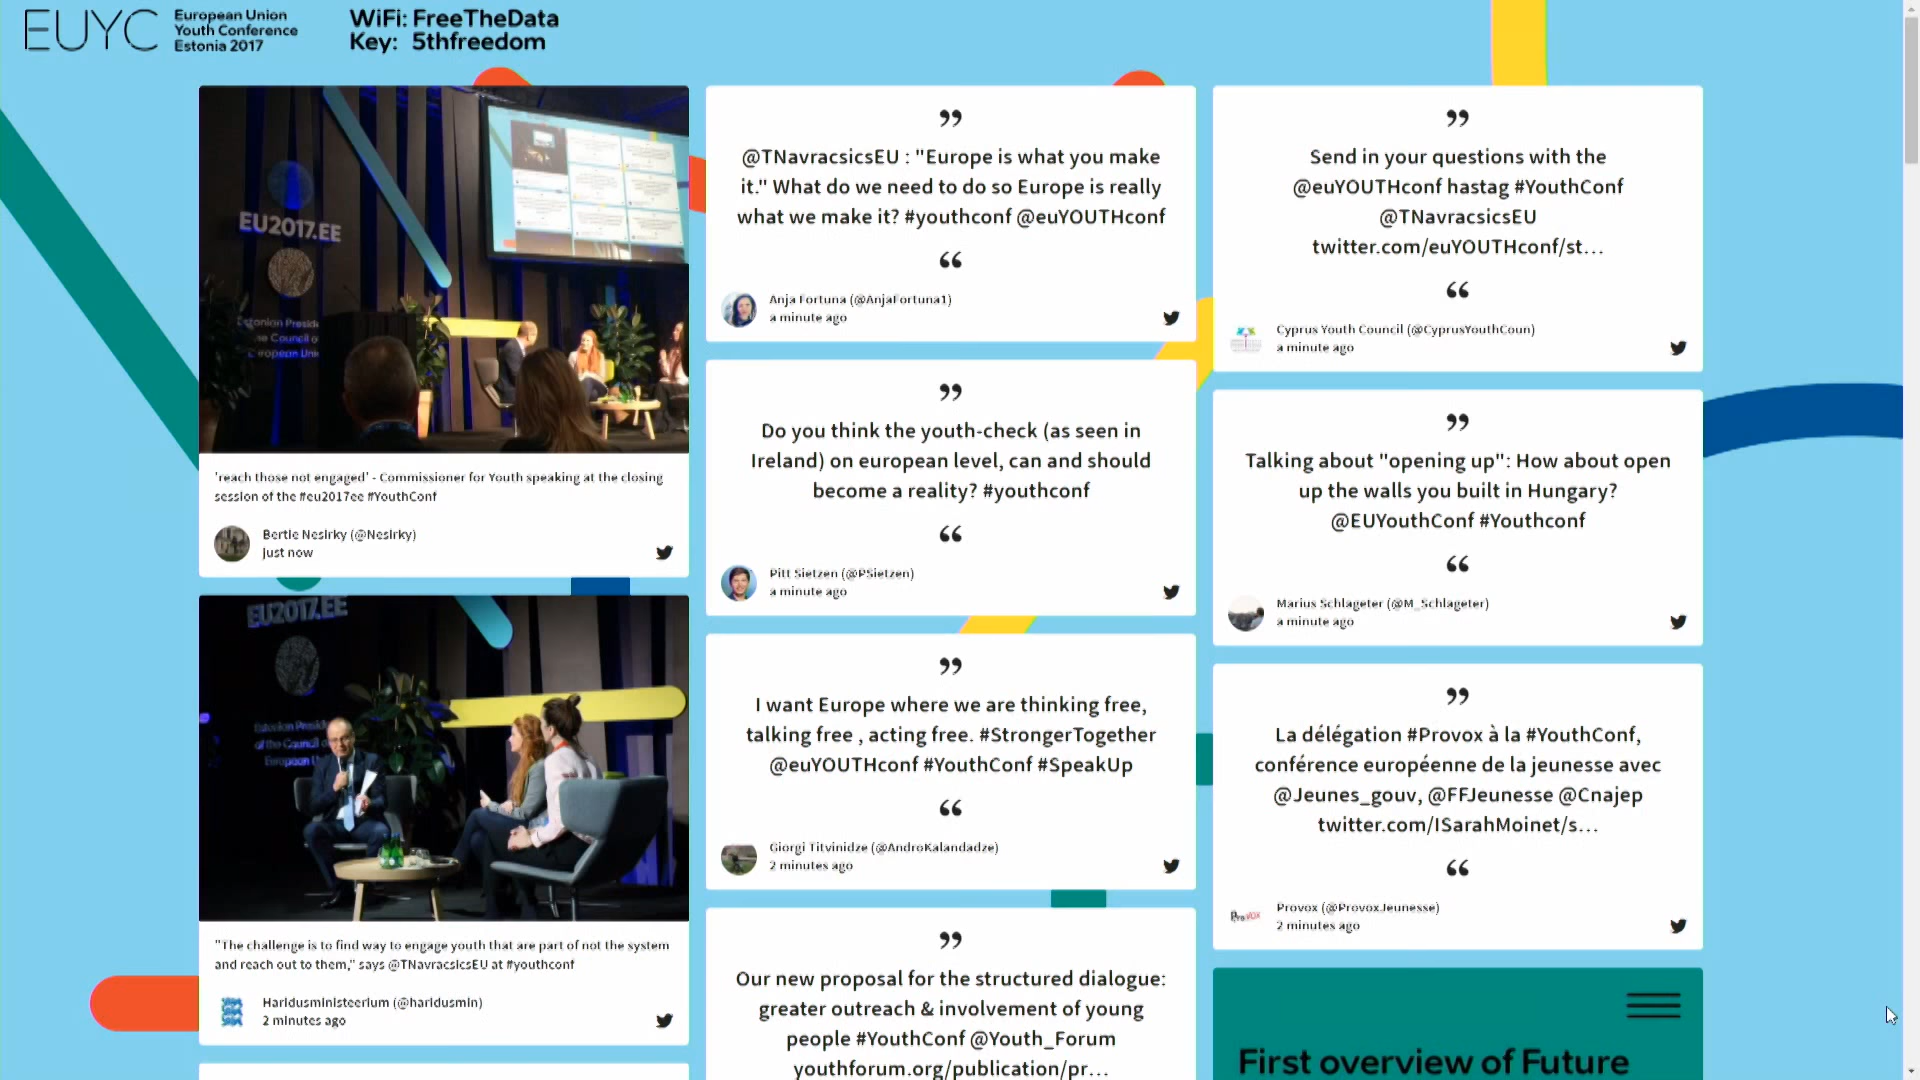 EUYC
European Union
Youth Conference
Estonia 2017
WiFi: FreeTheData
Key: 5thfreedom
EU2017.EE
'reach those not engaged' - Commissioner for Youth speaking at the closing
session of the #eu2017ee #YouthConf
Bertie Nesirky (@Nesirky)
just now
EU2017.EE
"The challenge is to find way to engage youth that are part of not the system
and reach out to them," says @TNavracsicsEU at #youthconf
Haridusministeerium (@haridusmin)
2 minutes ago
”
@TNavracsicsEU : "Europe is what you make
it." What do we need to do so Europe is really
what we make it? #youthconf @euYOUTHconf
“
Anja Fortuna (@AnjaFortuna1)
a minute ago
”
Do you think the youth-check (as seen in
Ireland) on european level, can and should
become a reality? #youthconf
“
Pitt Sietzen (@PSietzen)
a minute ago
”
I want Europe where we are thinking free,
talking free , acting free. #StrongerTogether
@euYOUTHconf #YouthConf #SpeakUp
“
Giorgi Titvinidze (@AndroKalandadze)
2 minutes ago
”
Our new proposal for the structured dialogue:
greater outreach & involvement of young
people #YouthConf @Youth_Forum
youthforum.org/publication/pr…
”
Send in your questions with the
@euYOUTHconf hastag #YouthConf
@TNavracsicsEU
twitter.com/euYOUTHconf/st…
“
Cyprus Youth Council (@CyprusYouthCoun)
a minute ago
”
Talking about "opening up": How about open
up the walls you built in Hungary?
@EUYouthConf #Youthconf
“
Marius Schlageter (@M_Schlageter)
a minute ago
”
La délégation #Provox à la #YouthConf,
conférence européenne de la jeunesse avec
@Jeunes_gouv, @FFJeunesse @Cnajep
twitter.com/ISarahMoinet/s…
“
Provox (@ProvoxJeunesse)
2 minutes ago
First overview of Future